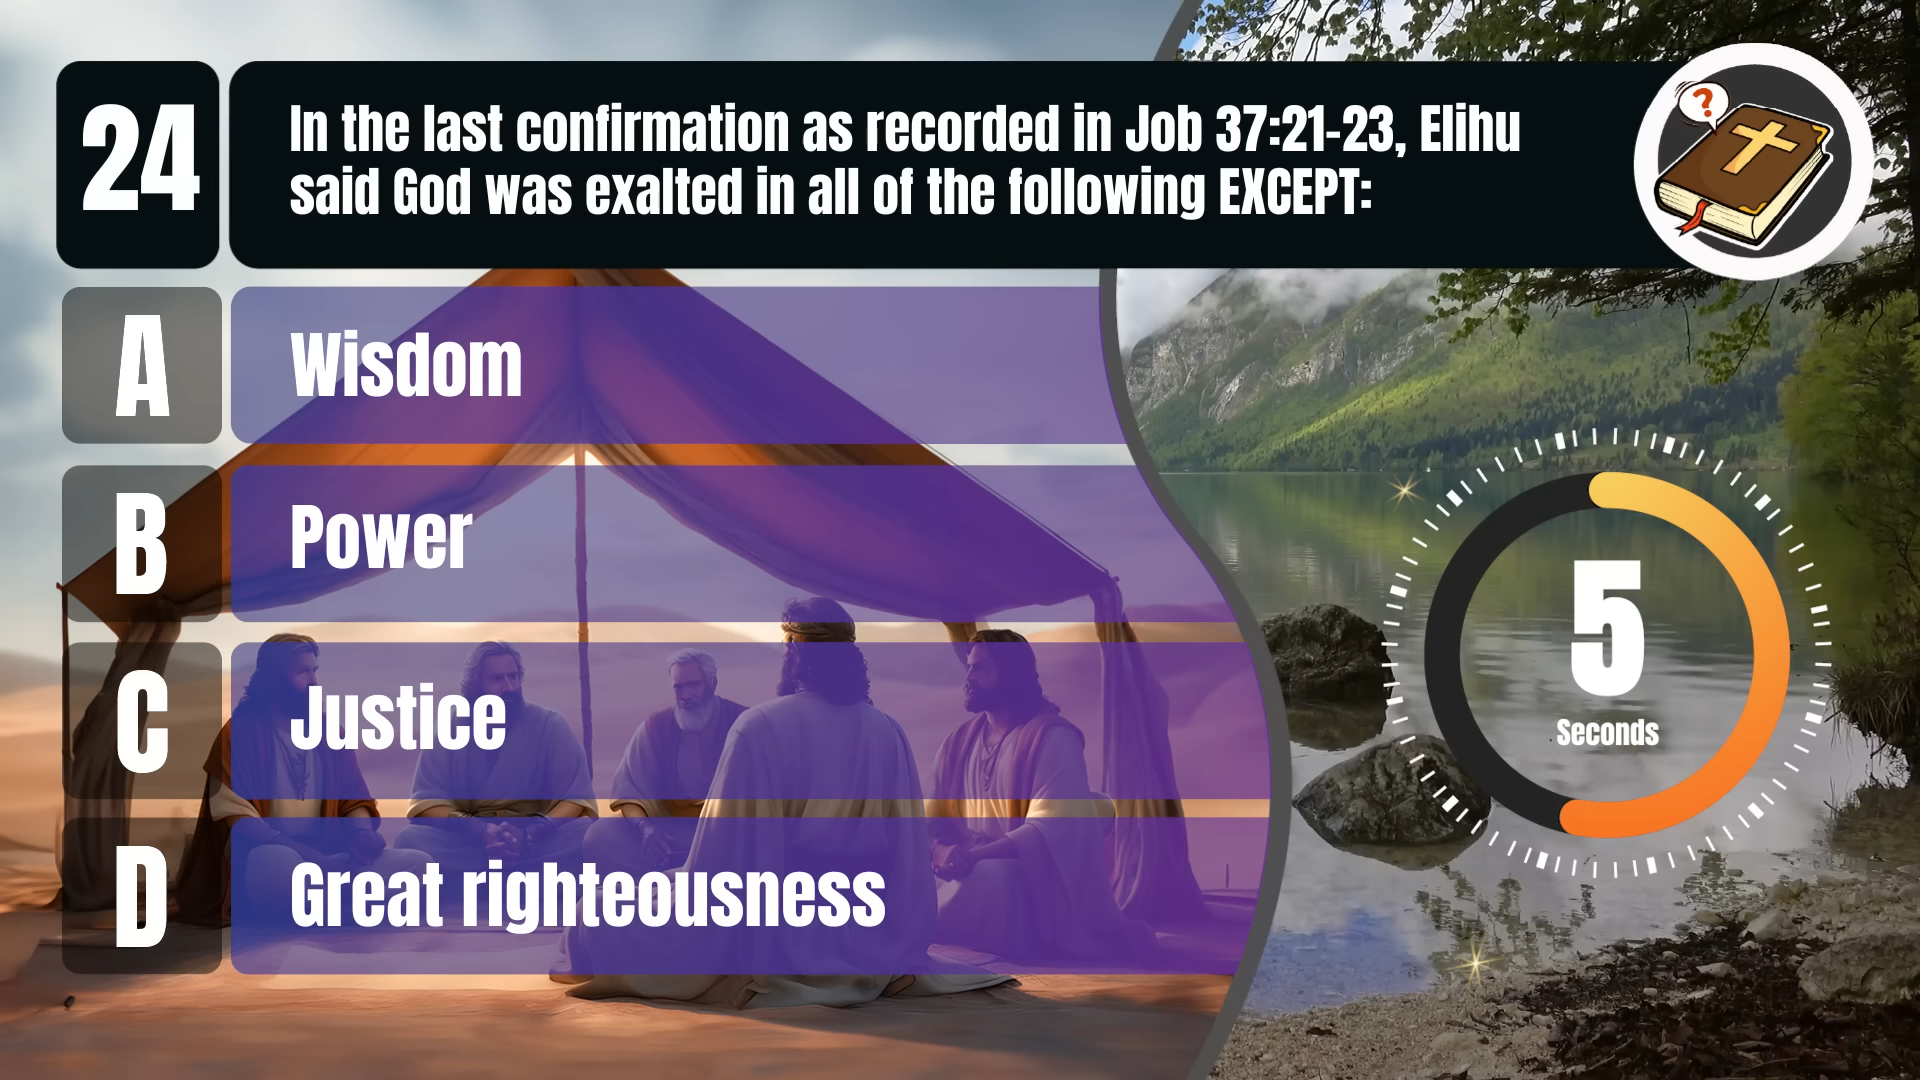 24
In the last confirmation as recorded in Job 37:21-23, Elihu
said God was exalted in all of the following EXCEPT:
?
A
Wisdom
B
Power
C
Justice
D
Great righteousness
5
Seconds